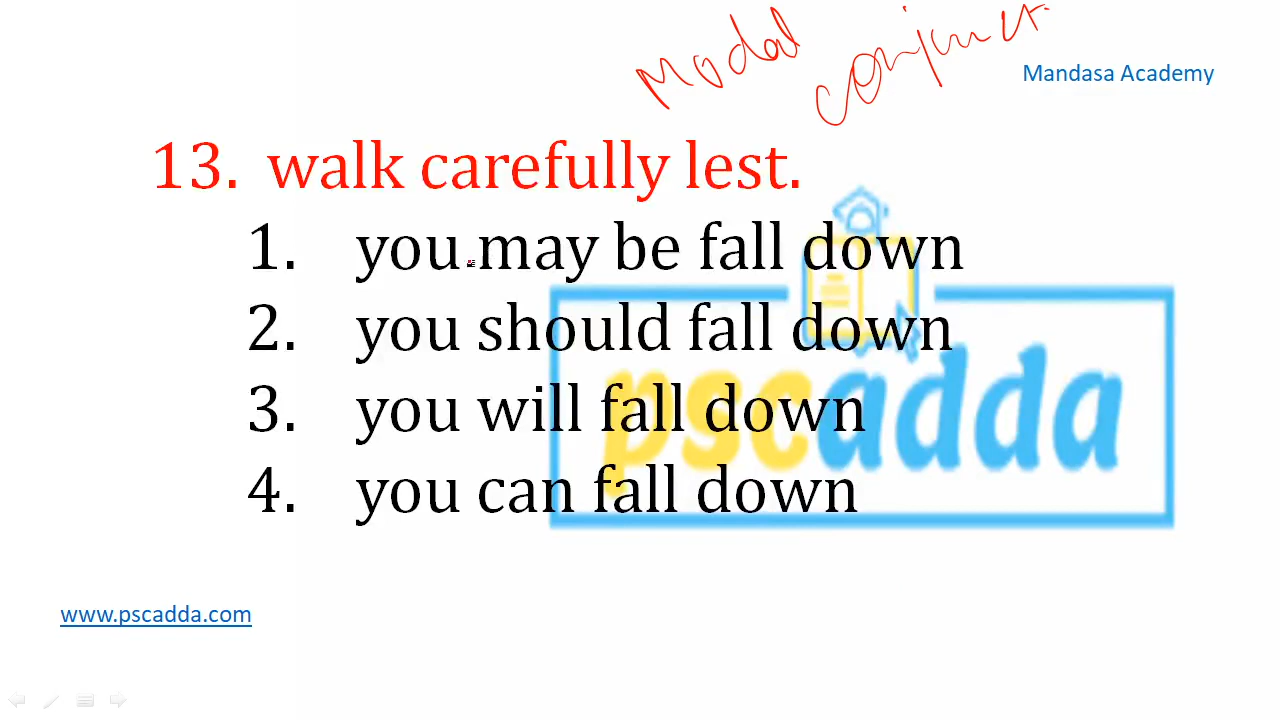 Modal conjunct
Mandasa Academy
13. walk carefully lest.
1. you may be fall down
2. you should fall down
3. you will fall down
4. you can fall down
pscadda
www.pscadda.com